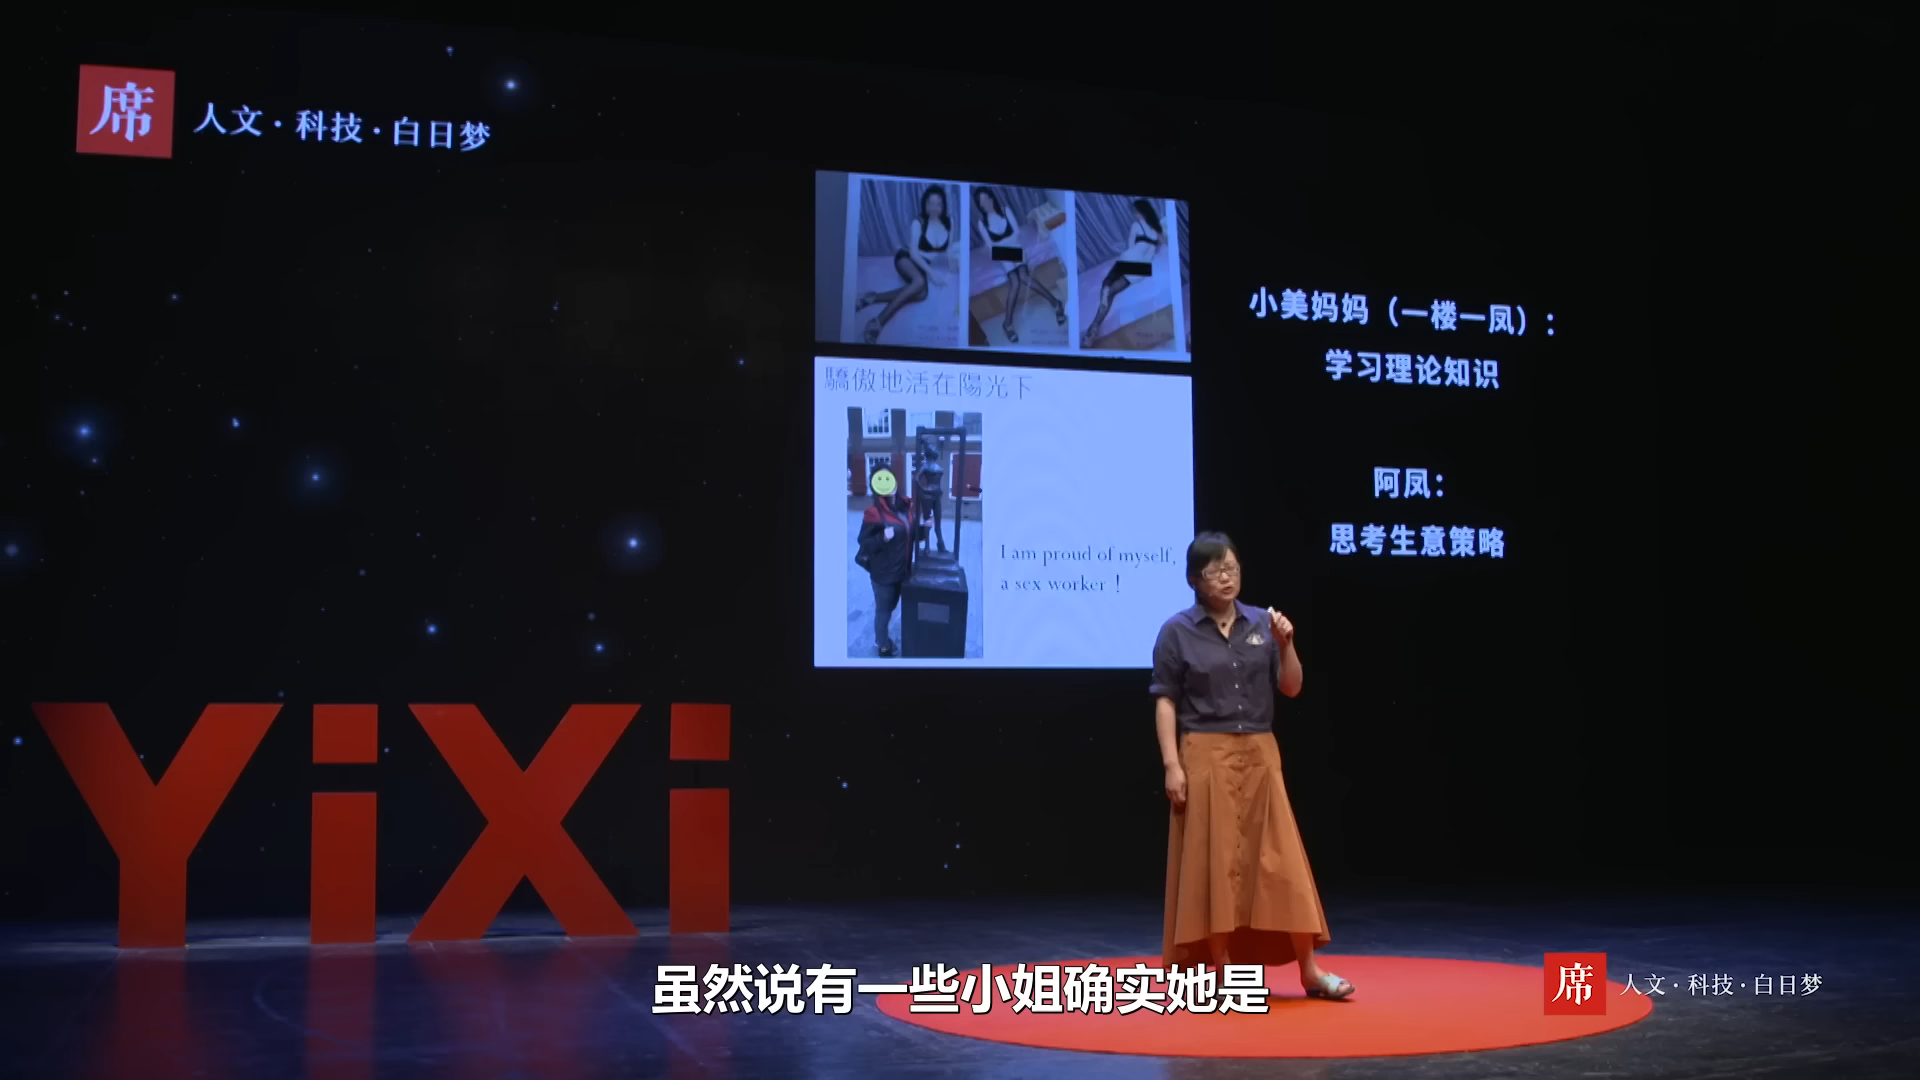 席
人文·科技·白日梦
小美妈妈（一楼一凤）：
学习理论知识
阿凤：
思考生意策略
驕傲地活在陽光下
I am proud of myself,
a sex worker！
YiXi
虽然说有一些小姐确实她是
席
人文·科技·白日梦